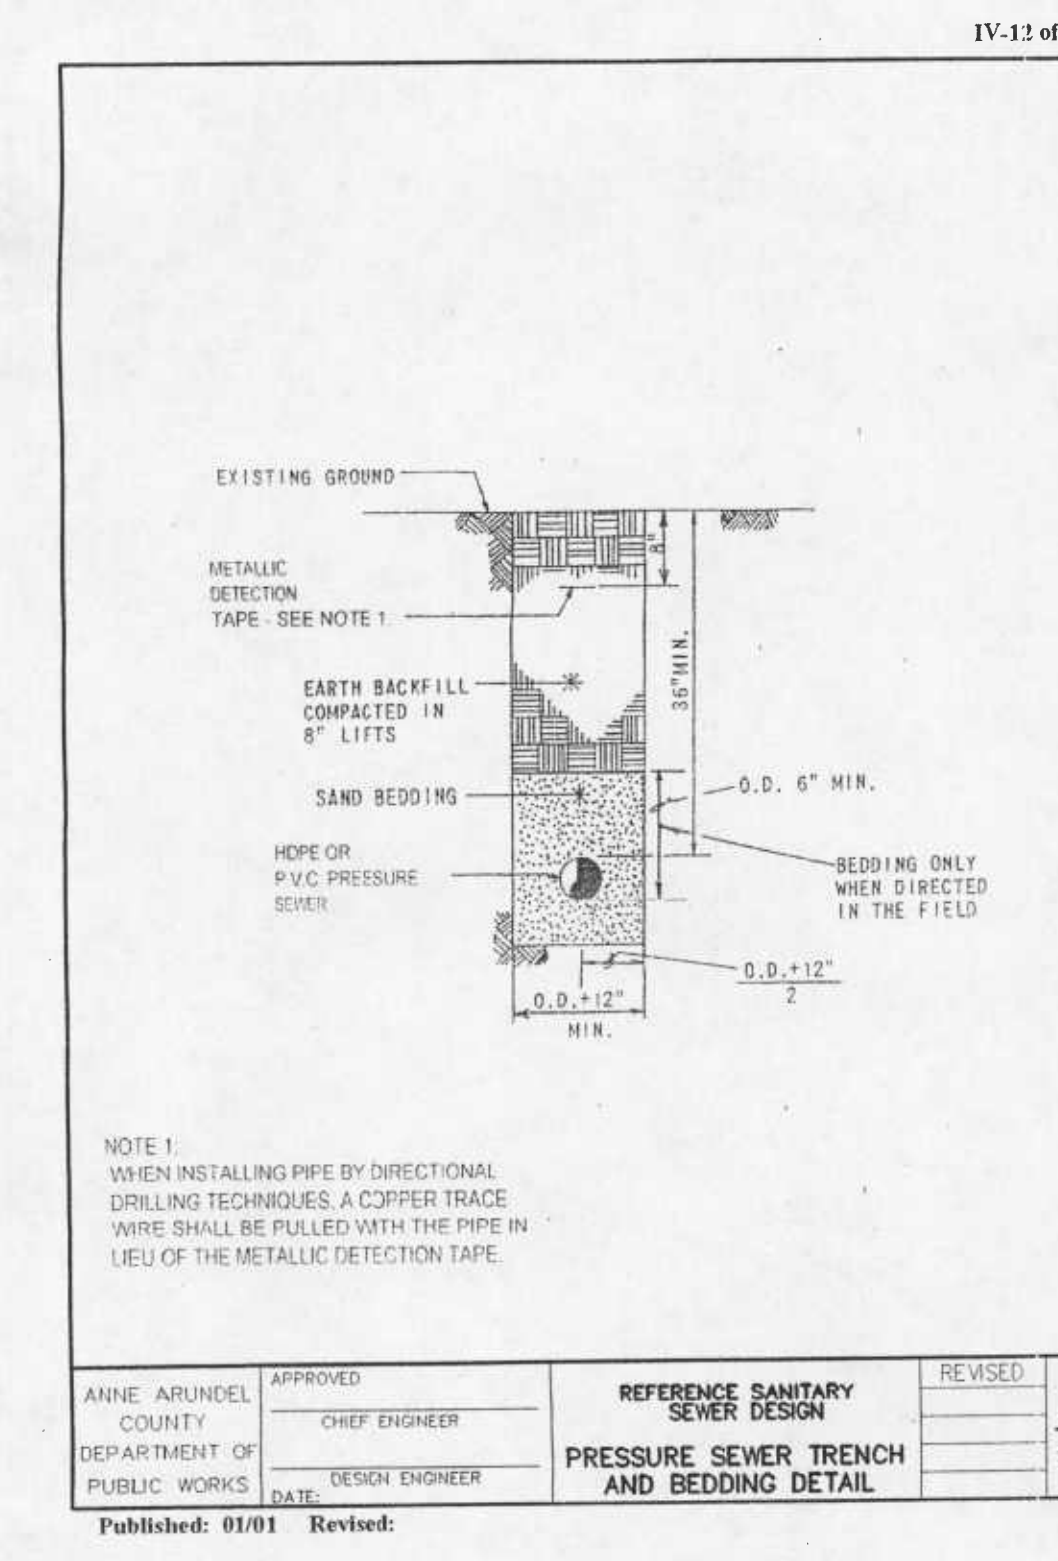 IV-12 of
EXISTING GROUND
METALLIC
DETECTION
TAPE - SEE NOTE 1
8"
36"MIN.
EARTH BACKFILL
COMPACTED IN
8" LIFTS
SAND BEDDING
O.D. 6" MIN.
HDPE OR
P.V.C PREESURE
SEWER
BEDDING ONLY
WHEN DIRECTED
IN THE FIELD
O.D.+12"
2
O.D.+12"
MIN.
NOTE 1:
WHEN INSTALLING PIPE BY DIRECTIONAL
DRILLING TECHNIQUES, A COPPER TRACE
WIRE SHALL BE PULLED WITH THE PIPE IN
LIEU OF THE METALLIC DETECTION TAPE.
ANNE ARUNDEL
COUNTY
DEPARTMENT OF
PUBLIC WORKS
APPROVED
CHIEF ENGINEER
DESIGN ENGINEER
DATE:
REFERENCE SANITARY
SEWER DESIGN
PRESSURE SEWER TRENCH
AND BEDDING DETAIL
REVISED
Published: 01/01 Revised: